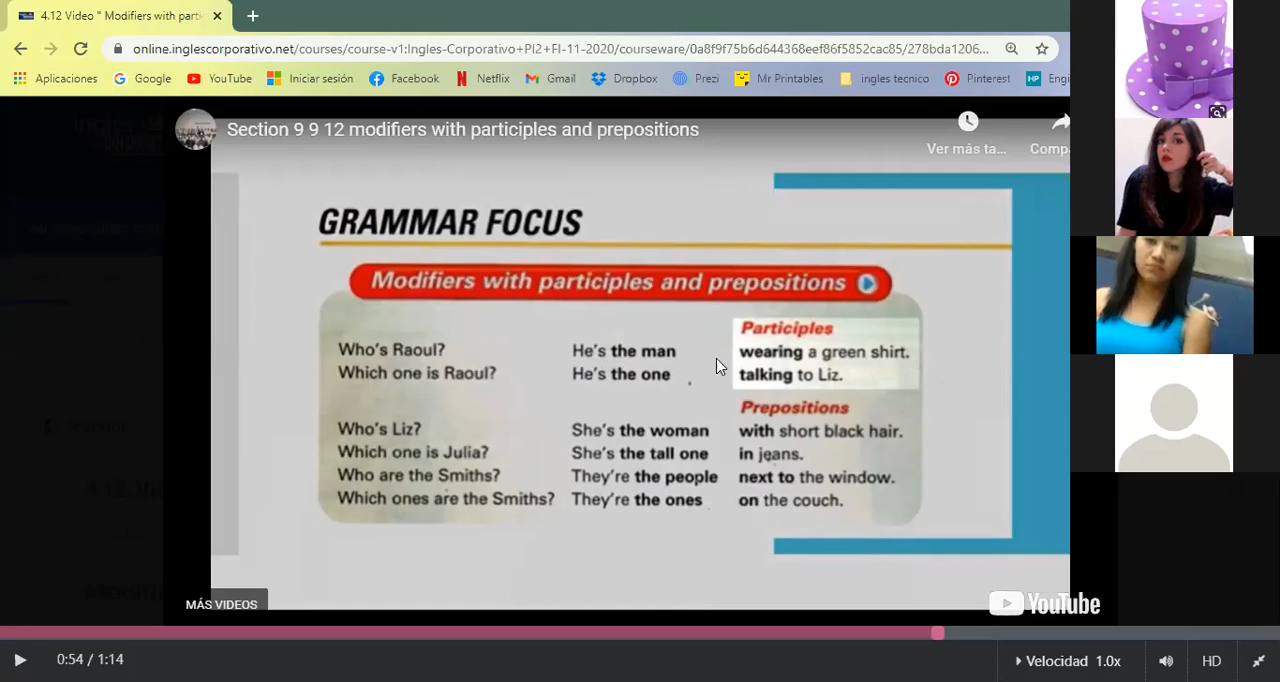 4.12 Video " Modifiers with parti
online.inglescorporativo.net/courses/course-v1:Ingles-Corporativo+PI2+FI-11-2020/courseware/0a8f9f75b6d644368eef86f5852cac85/278bda1206...
Aplicaciones Google YouTube Iniciar sesión Facebook Netflix Gmail Dropbox Prezi Mr Printables ingles tecnico Pinterest HP Engi
Section 9 9 12 modifiers with participles and prepositions
Ver más ta... Compa
GRAMMAR FOCUS
Modifiers with participles and prepositions
Participles
Who's Raoul? He's the man wearing a green shirt.
Which one is Raoul? He's the one talking to Liz.
Prepositions
Who's Liz? She's the woman with short black hair.
Which one is Julia? She's the tall one in jeans.
Who are the Smiths? They're the people next to the window.
Which ones are the Smiths? They're the ones on the couch.
MÁS VIDEOS
YouTube
0:54 / 1:14
Velocidad 1.0x HD